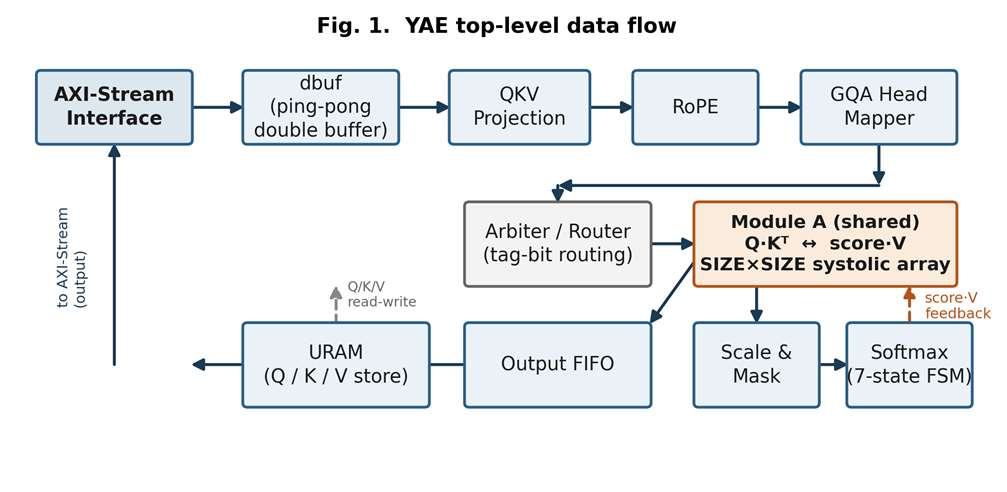 Fig. 1.  YAE top-level data flow
AXI-Stream
Interface
dbuf
(ping-pong
double buffer)
QKV
Projection
RoPE
GQA Head
Mapper
Arbiter / Router
(tag-bit routing)
Module A (shared)
Q·Kᵀ ↔ score·V
SIZE×SIZE systolic array
to AXI-Stream
(output)
Q/K/V
read-write
score·V
feedback
URAM
(Q / K / V store)
Output FIFO
Scale &
Mask
Softmax
(7-state FSM)